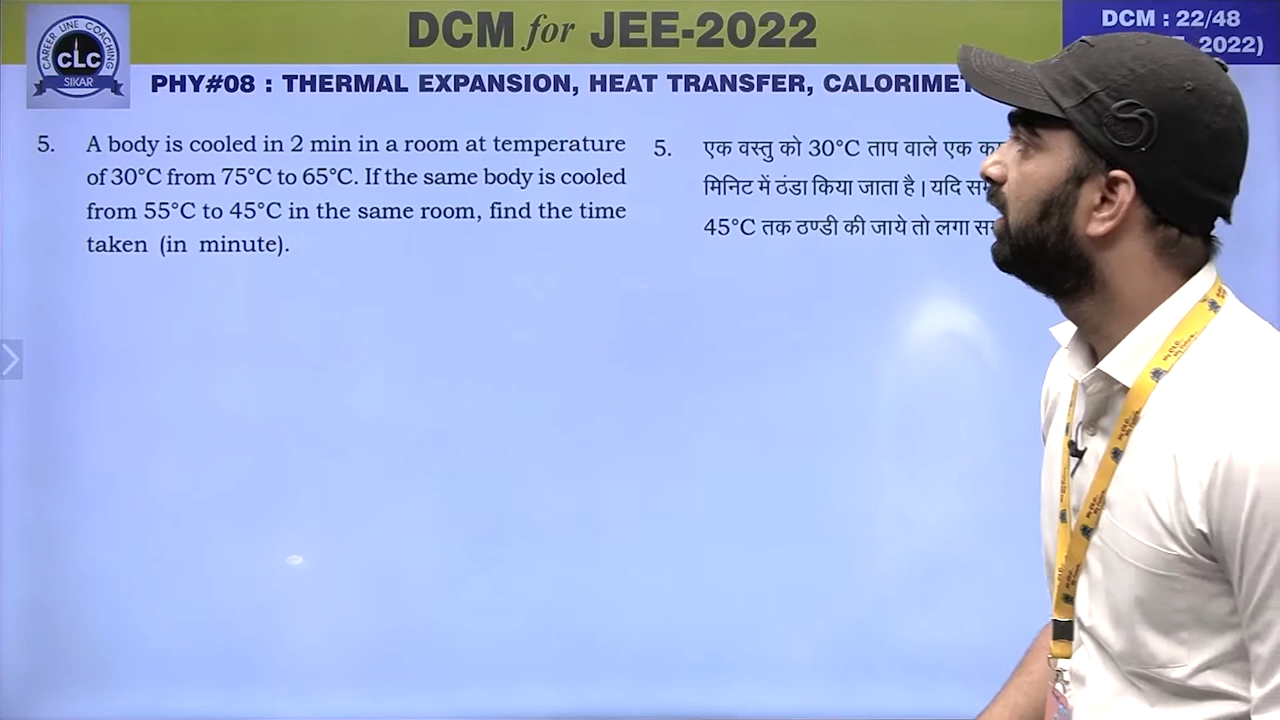 CAREER LINE COACHING
CLC
SIKAR
DCM for JEE-2022
DCM : 22/48
2022)
PHY#08 : THERMAL EXPANSION, HEAT TRANSFER,
5. A body is cooled in 2 min in a room at temperature
of 30°C from 75°C to 65°C. If the same body is cooled
from 55°C to 45°C in the same room, find the time
taken (in minute).
5. एक वस्तु को 30°C ताप वाले एक
मिनिट में ठंडा किया जाता है। यदि
45°C तक ठण्डी की जाये तो लगा